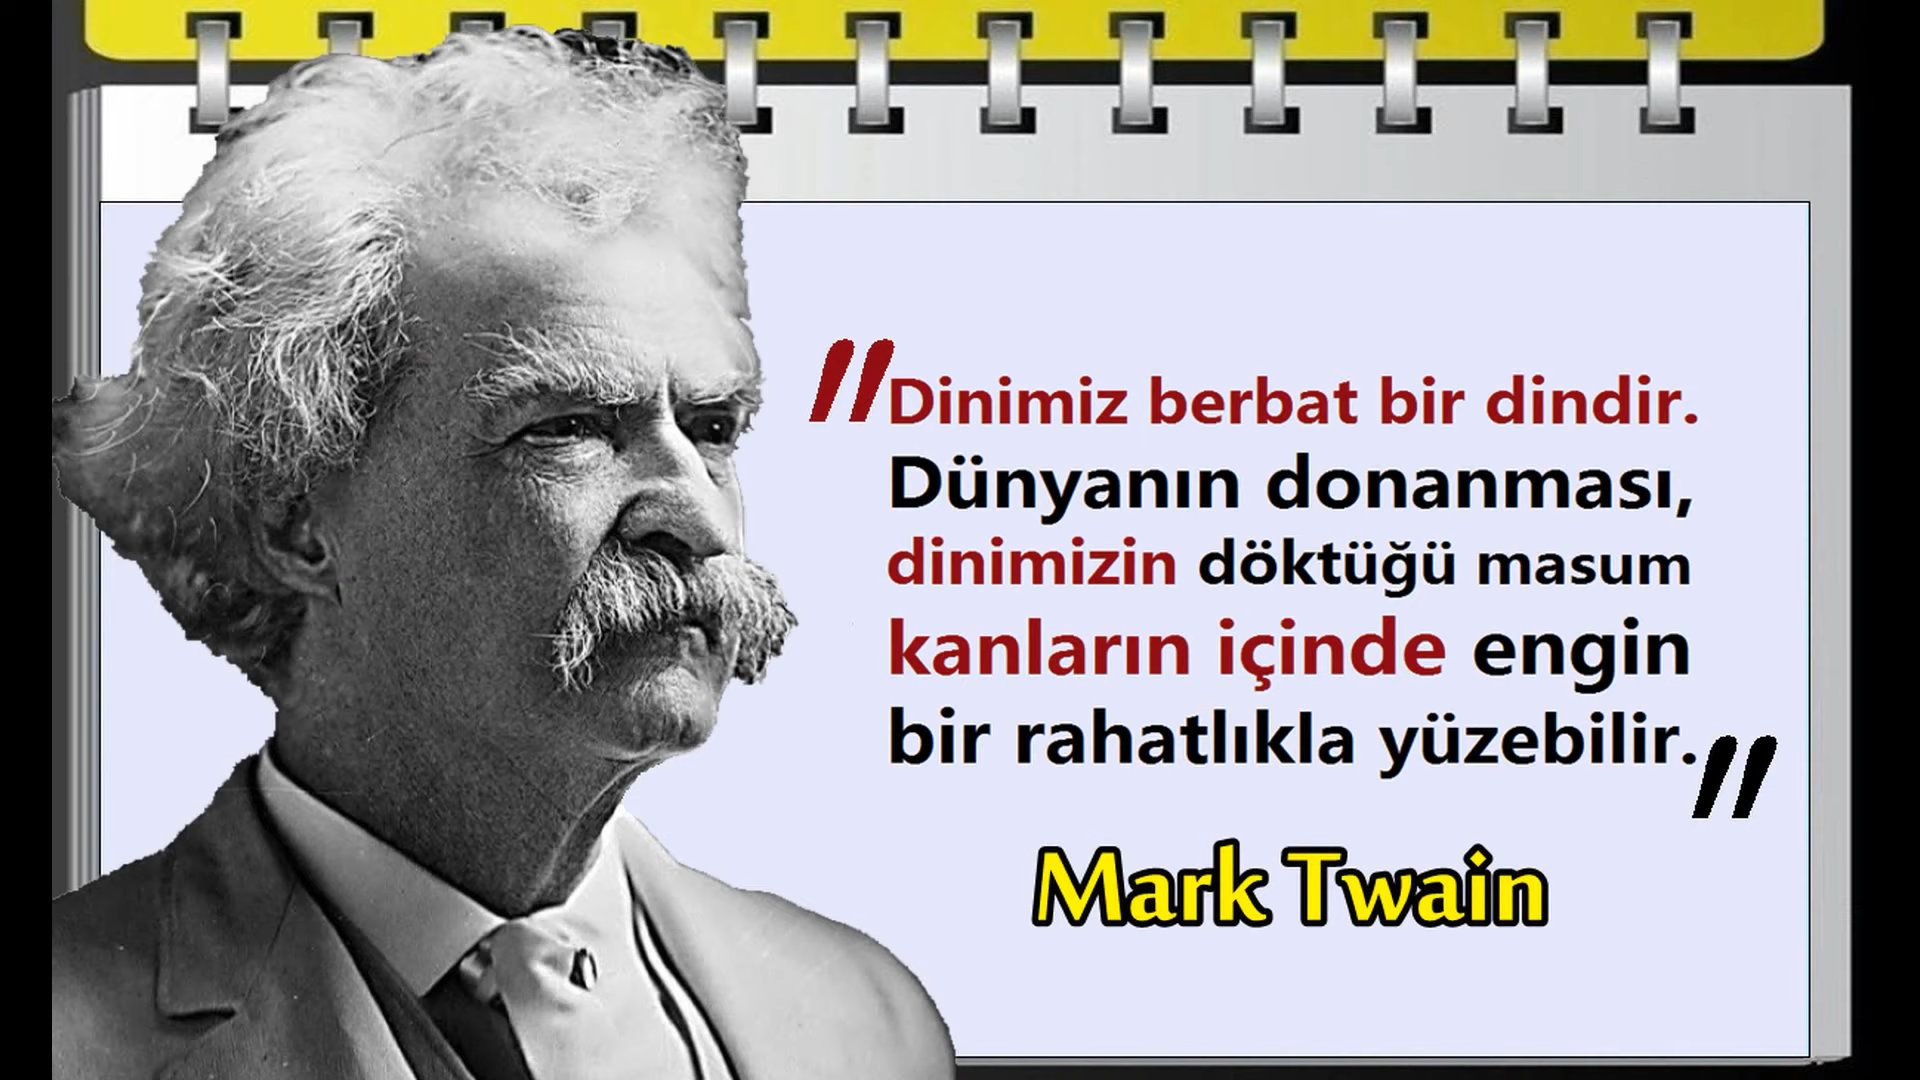 "Dinimiz berbat bir dindir.
Dünyanın donanması,
dinimizin döktüğü masum
kanların içinde engin
bir rahatlıkla yüzebilir."
Mark Twain